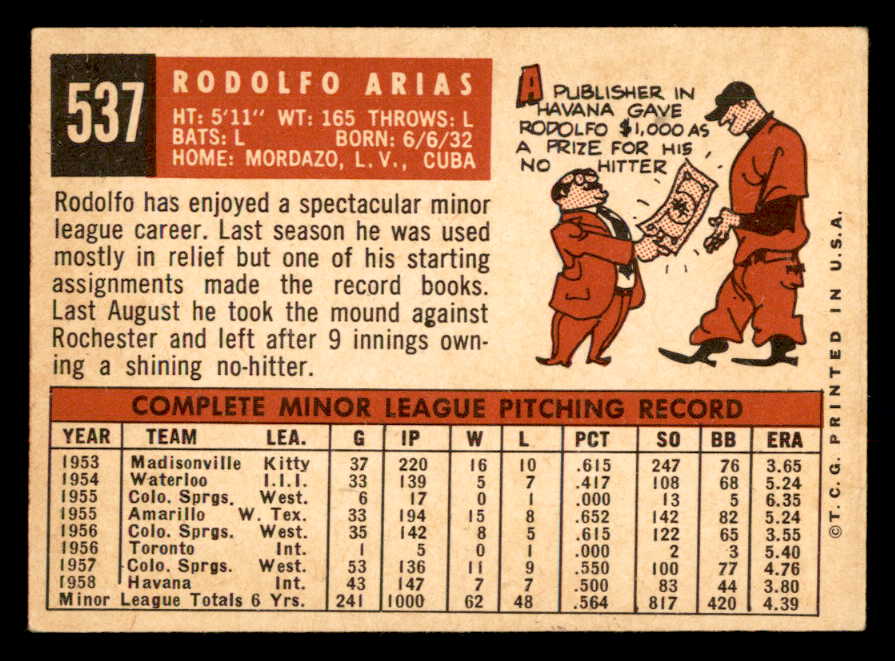 537
RODOLFO ARIAS
HT: 5'11" WT: 165 THROWS: L
BATS: L BORN: 6/6/32
HOME: MORDAZO, L.V., CUBA
Rodolfo has enjoyed a spectacular minor
league career. Last season he was used
mostly in relief but one of his starting
assignments made the record books.
Last August he took the mound against
Rochester and left after 9 innings own-
ing a shining no-hitter.
A PUBLISHER IN
HAVANA GAVE
RODOLFO $1,000 AS
A PRIZE FOR HIS
NO HITTER
COMPLETE MINOR LEAGUE PITCHING RECORD
YEAR TEAM LEA. G IP W L PCT SO BB ERA
1953 Madisonville Kitty 37 220 16 10 .615 247 76 3.65
1954 Waterloo I.I.I. 33 139 5 7 .417 108 68 5.24
1955 Colo. Sprgs. West. 6 17 0 1 .000 13 5 6.35
1955 Amarillo W. Tex. 33 194 15 8 .652 142 82 5.24
1956 Colo. Sprgs. West. 35 142 8 5 .615 122 65 3.55
1956 Toronto Int. 1 5 0 1 .000 2 3 5.40
1957 Colo. Sprgs. West. 53 136 11 9 .550 100 77 4.76
1958 Havana Int. 43 147 7 7 .500 83 44 3.80
Minor League Totals 6 Yrs. 241 1000 62 48 .564 817 420 4.39
© T. C. G. PRINTED IN U.S.A.